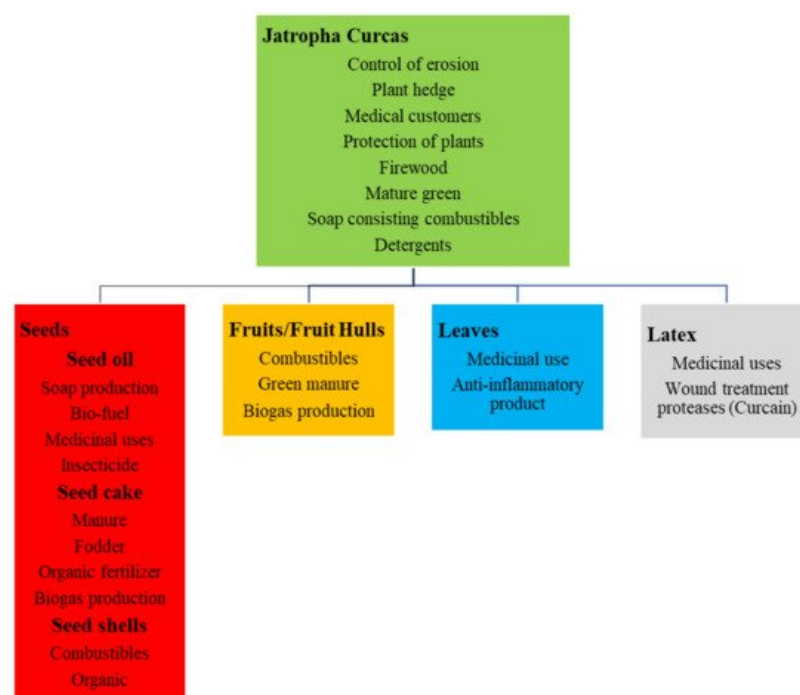 Jatropha Curcas
Control of erosion
Plant hedge
Medical customers
Protection of plants
Firewood
Mature green
Soap consisting combustibles
Detergents
Seeds
Seed oil
Soap production
Bio-fuel
Medicinal uses
Insecticide
Seed cake
Manure
Fodder
Organic fertilizer
Biogas production
Seed shells
Combustibles
Organic
Fruits/Fruit Hulls
Combustibles
Green manure
Biogas production
Leaves
Medicinal use
Anti-inflammatory
product
Latex
Medicinal uses
Wound treatment
proteases (Curcain)